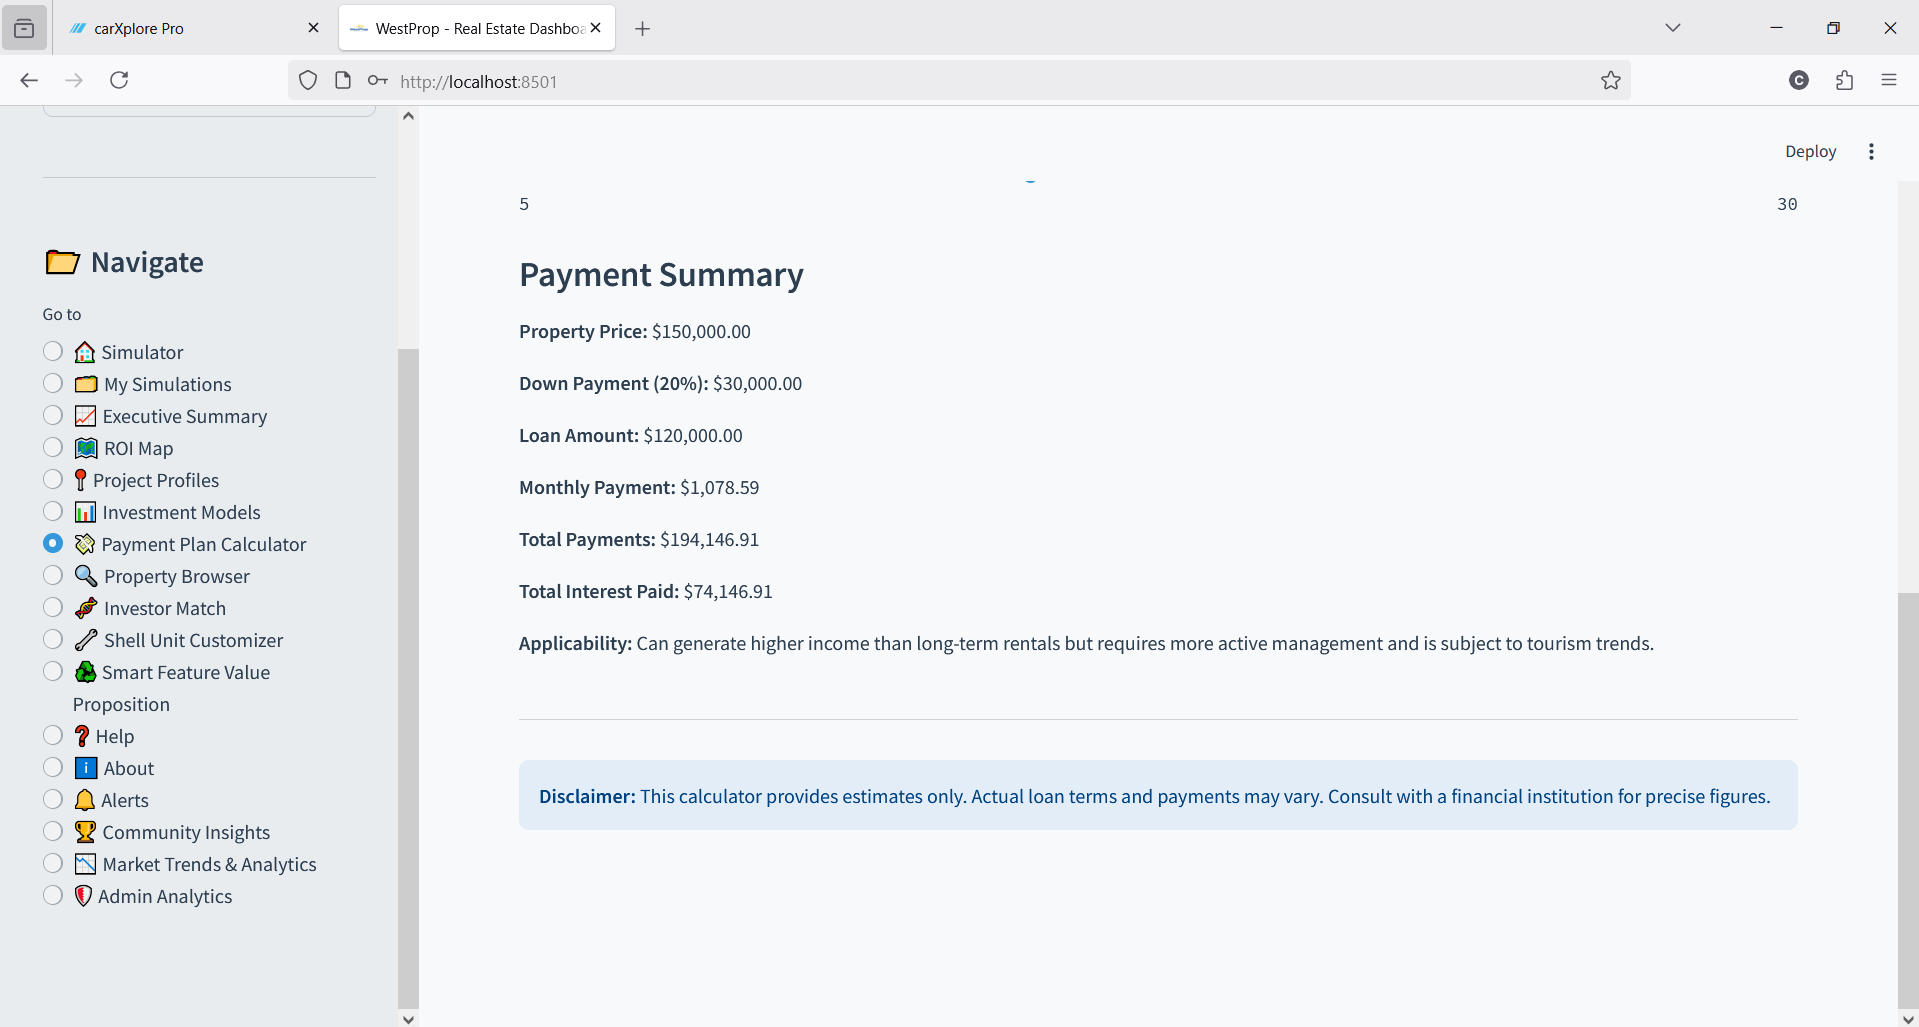 carXplore Pro
WestProp - Real Estate Dashboa
http://localhost:8501
C
Deploy
Navigate
Go to
Simulator
My Simulations
Executive Summary
ROI Map
Project Profiles
Investment Models
Payment Plan Calculator
Property Browser
Investor Match
Shell Unit Customizer
Smart Feature Value
Proposition
Help
About
Alerts
Community Insights
Market Trends & Analytics
Admin Analytics
5 30
Payment Summary
Property Price: $150,000.00
Down Payment (20%): $30,000.00
Loan Amount: $120,000.00
Monthly Payment: $1,078.59
Total Payments: $194,146.91
Total Interest Paid: $74,146.91
Applicability: Can generate higher income than long-term rentals but requires more active management and is subject to tourism trends.
Disclaimer: This calculator provides estimates only. Actual loan terms and payments may vary. Consult with a financial institution for precise figures.